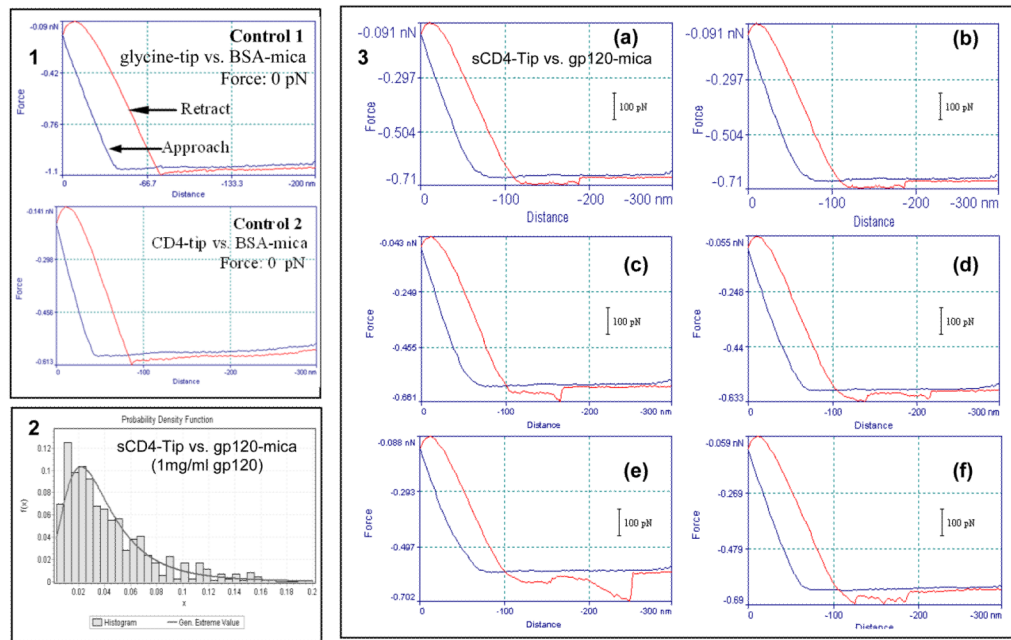 1
-0.09 nN
-0.42
-0.76
-1.1
Force
Control 1
glycine-tip vs. BSA-mica
Force: 0 pN
Retract
Approach
0
-66.7
-133.3
-200 nm
Distance
-0.141 nN
-0.298
-0.456
-0.613
Force
Control 2
CD4-tip vs. BSA-mica
Force: 0 pN
0
-100
-200
-300 nm
Distance
2
Probability Density Function
sCD4-Tip vs. gp120-mica
(1mg/ml gp120)
f(x)
0.12
0.1
0.08
0.06
0.04
0.02
0
0.02
0.04
0.06
0.08
0.1
0.12
0.14
0.16
0.18
0.2
x
Histogram
Gen. Extreme Value
3
-0.091 nN
-0.297
-0.504
-0.71
Force
(a)
sCD4-Tip vs. gp120-mica
100 pN
0
-100
-200
-300 nm
Distance
-0.091 nN
-0.297
-0.504
-0.71
Force
(b)
100 pN
0
-100
-200
-300 nm
Distance
-0.043 nN
-0.249
-0.455
-0.661
Force
(c)
100 pN
0
-100
-200
-300 nm
Distance
-0.055 nN
-0.248
-0.44
-0.633
Force
(d)
100 pN
0
-100
-200
-300 nm
Distance
-0.088 nN
-0.293
-0.497
-0.702
Force
(e)
100 pN
0
-100
-200
-300 nm
Distance
-0.059 nN
-0.269
-0.479
-0.69
Force
(f)
100 pN
0
-100
-200
-300 nm
Distance